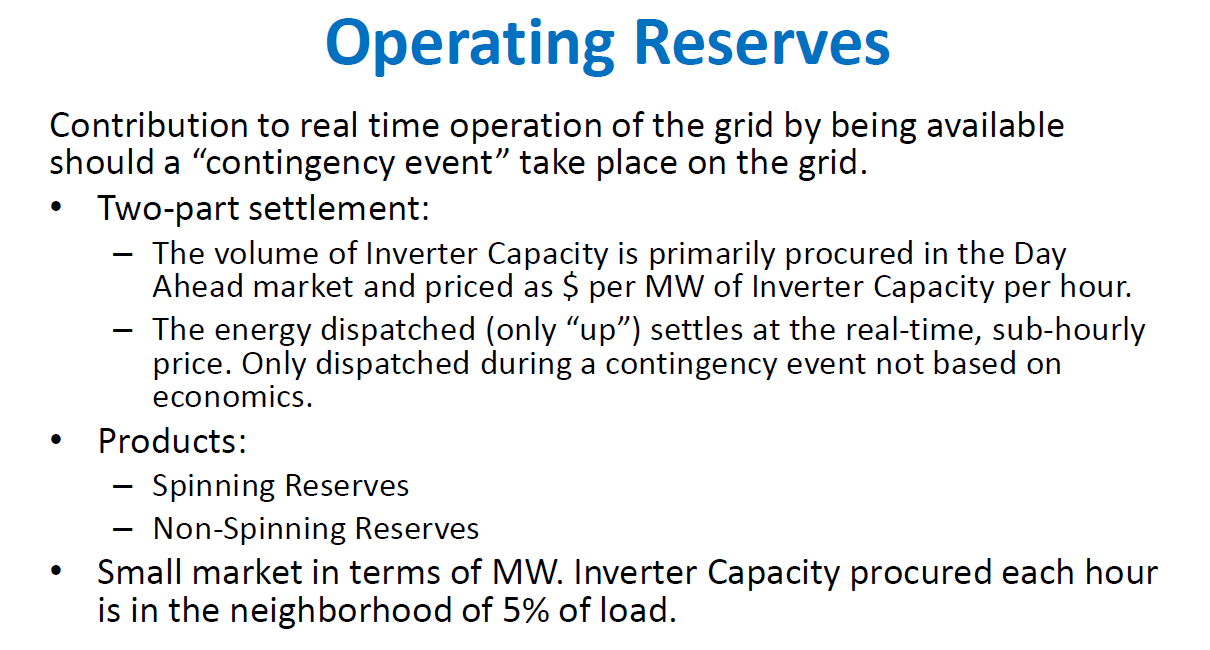 Operating Reserves
Contribution to real time operation of the grid by being available
should a “contingency event” take place on the grid.
• Two-part settlement:
– The volume of Inverter Capacity is primarily procured in the Day
Ahead market and priced as $ per MW of Inverter Capacity per hour.
– The energy dispatched (only “up”) settles at the real-time, sub-hourly
price. Only dispatched during a contingency event not based on
economics.
• Products:
– Spinning Reserves
– Non-Spinning Reserves
• Small market in terms of MW. Inverter Capacity procured each hour
is in the neighborhood of 5% of load.